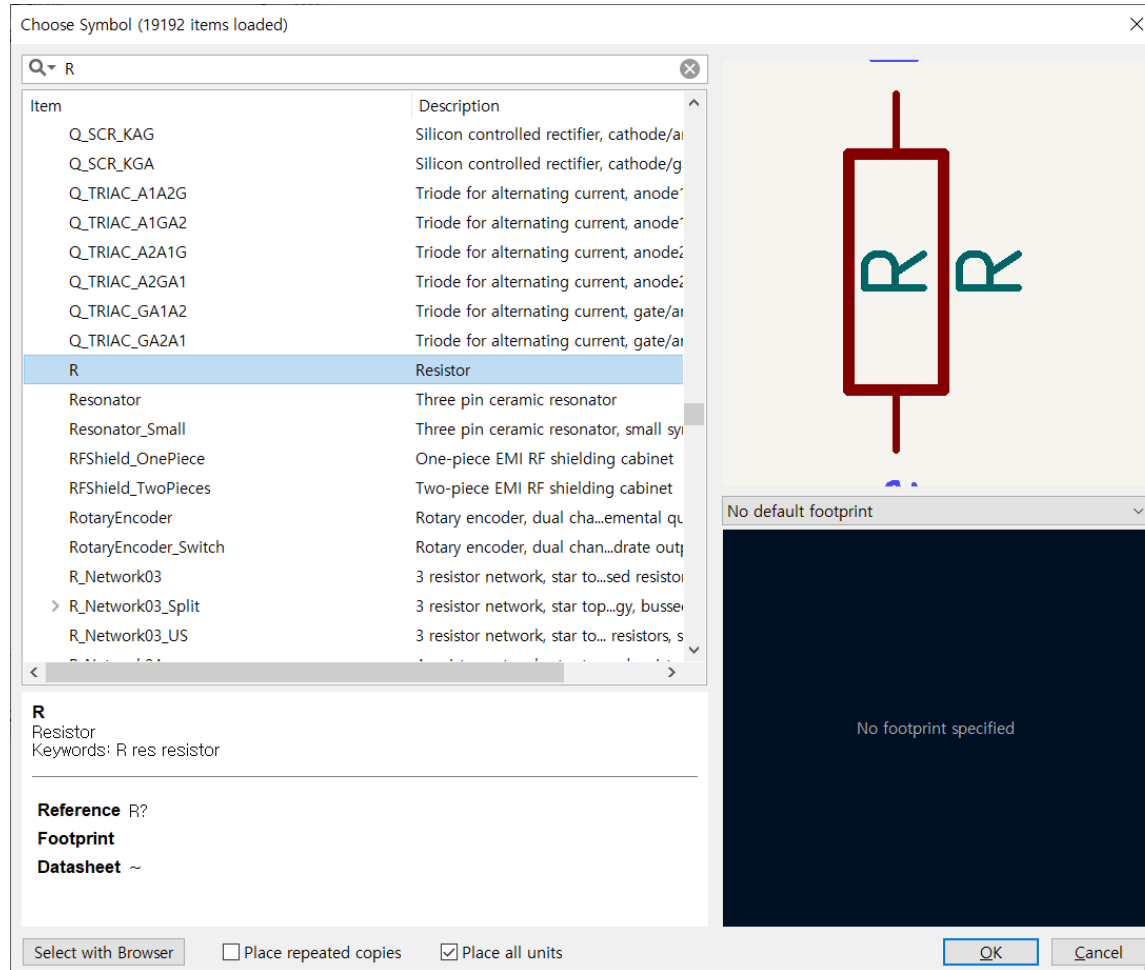 Choose Symbol (19192 items loaded)
R
Item Description
Q_SCR_KAG Silicon controlled rectifier, cathode/a
Q_SCR_KGA Silicon controlled rectifier, cathode/g
Q_TRIAC_A1A2G Triode for alternating current, anode1
Q_TRIAC_A1GA2 Triode for alternating current, anode1
Q_TRIAC_A2A1G Triode for alternating current, anode2
Q_TRIAC_A2GA1 Triode for alternating current, anode2
Q_TRIAC_GA1A2 Triode for alternating current, gate/a
Q_TRIAC_GA2A1 Triode for alternating current, gate/a
R Resistor
Resonator Three pin ceramic resonator
Resonator_Small Three pin ceramic resonator, small sy
RFShield_OnePiece One-piece EMI RF shielding cabinet
RFShield_TwoPieces Two-piece EMI RF shielding cabinet
RotaryEncoder Rotary encoder, dual cha...emental qu
RotaryEncoder_Switch Rotary encoder, dual chan...drate outp
R_Network03 3 resistor network, star to...sed resistor
R_Network03_Split 3 resistor network, star top...gy, bussed
R_Network03_US 3 resistor network, star to... resistors, s
R R
No default footprint
No footprint specified
R
Resistor
Keywords: R res resistor
Reference R?
Footprint
Datasheet ~
Select with Browser Place repeated copies Place all units OK Cancel